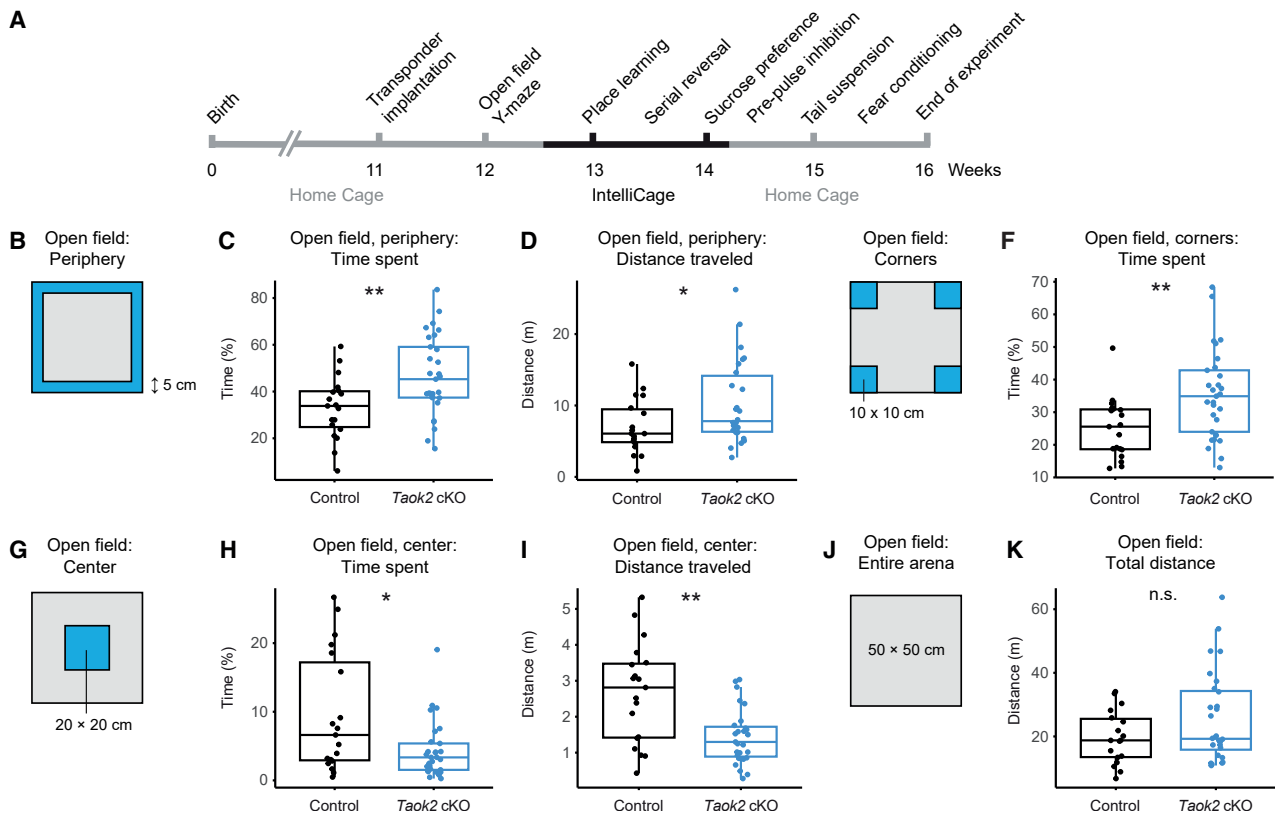 A
Birth
Transponder
implantation
Open field
Y-maze
Place learning
Serial reversal
Sucrose preference
Pre-pulse inhibition
Tail suspension
Fear conditioning
End of experiment
0 11 12 13 14 15 16 Weeks
Home Cage IntelliCage Home Cage
B
Open field:
Periphery
5 cm
C
Open field, periphery:
Time spent
**
Time (%)
80
60
40
20
Control Taok2 cKO
D
Open field, periphery:
Distance traveled
*
Distance (m)
20
10
0
Control Taok2 cKO
Open field:
Corners
10 x 10 cm
F
Open field, corners:
Time spent
**
Time (%)
70
60
50
40
30
20
10
Control Taok2 cKO
G
Open field:
Center
20 × 20 cm
H
Open field, center:
Time spent
*
Time (%)
20
10
0
Control Taok2 cKO
I
Open field, center:
Distance traveled
**
Distance (m)
5
4
3
2
1
Control Taok2 cKO
J
Open field:
Entire arena
50 × 50 cm
K
Open field:
Total distance
n.s.
Distance (m)
60
40
20
Control Taok2 cKO